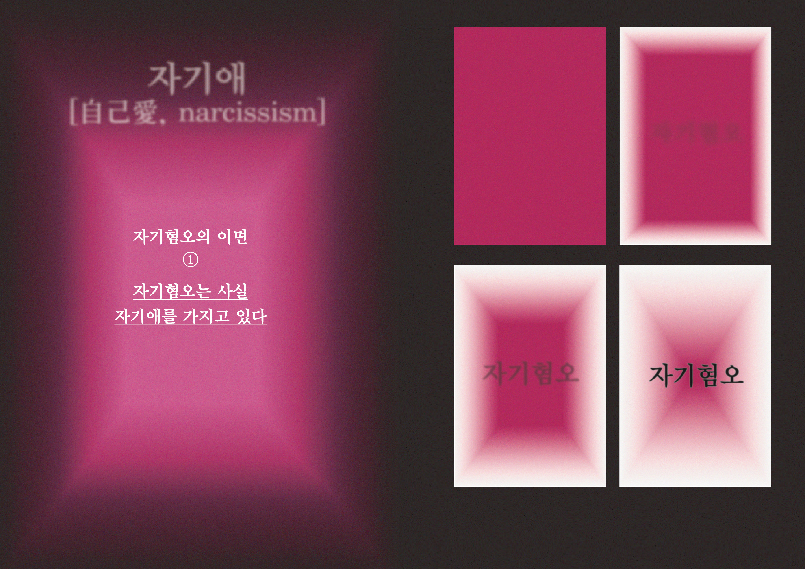 자기애
[自己愛, narcissism]
자기혐오의 이면
①
자기혐오는 사실
자기애를 가지고 있다
자기혐오
자기혐오
자기혐오